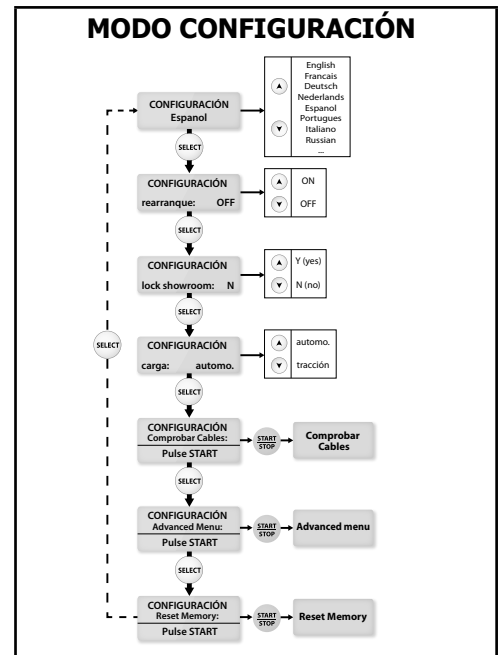 MODO CONFIGURACIÓN
CONFIGURACIÓN
Espanol
English
Francais
Deutsch
Nederlands
Espanol
Portugues
Italiano
Russian
...
SELECT
CONFIGURACIÓN
rearranque: OFF
ON
OFF
SELECT
CONFIGURACIÓN
lock showroom: N
Y (yes)
N (no)
SELECT
SELECT
CONFIGURACIÓN
carga: automo.
automo.
tracción
SELECT
CONFIGURACIÓN
Comprobar Cables:
Pulse START
START
STOP
Comprobar
Cables
SELECT
CONFIGURACIÓN
Advanced Menu:
Pulse START
START
STOP
Advanced menu
SELECT
CONFIGURACIÓN
Reset Memory:
Pulse START
START
STOP
Reset Memory